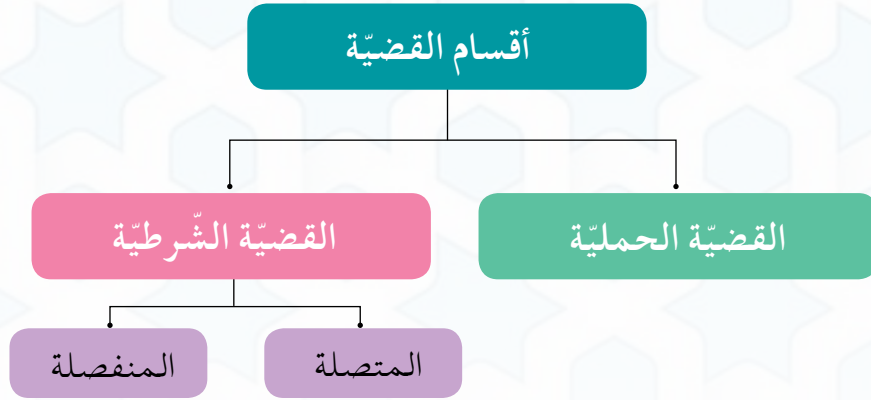 أقسام القضيّة
القضيّة الحمليّة
القضيّة الشّرطيّة
المتصلة
المنفصلة